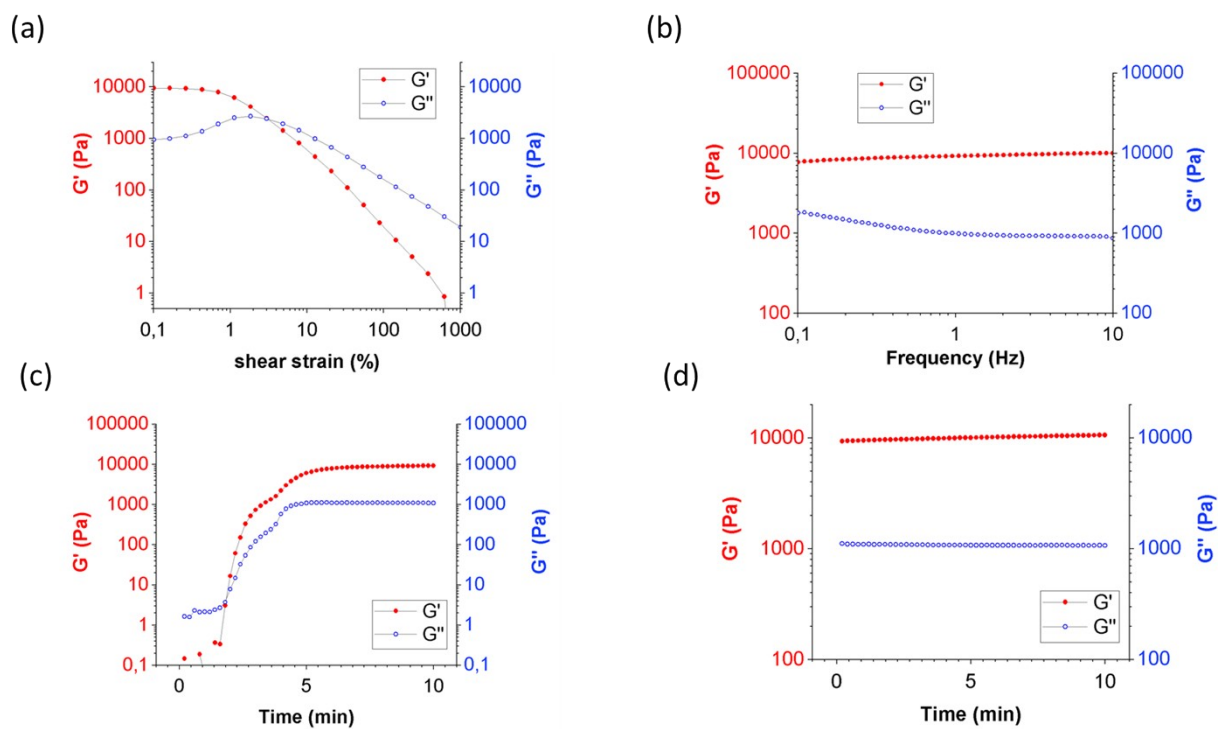 (a)
G'
G"
10000
1000
100
10
1
G' (Pa)
10000
1000
100
10
1
G'' (Pa)
0,1 1 10 100 1000
shear strain (%)
(b)
G'
G"
100000
10000
1000
100
G' (Pa)
100000
10000
1000
100
G'' (Pa)
0,1 1 10
Frequency (Hz)
(c)
100000
10000
1000
100
10
1
0,1
G' (Pa)
G'
G"
100000
10000
1000
100
10
1
0,1
G'' (Pa)
0 5 10
Time (min)
(d)
10000
1000
100
G' (Pa)
G'
G"
10000
1000
100
G'' (Pa)
0 5 10
Time (min)